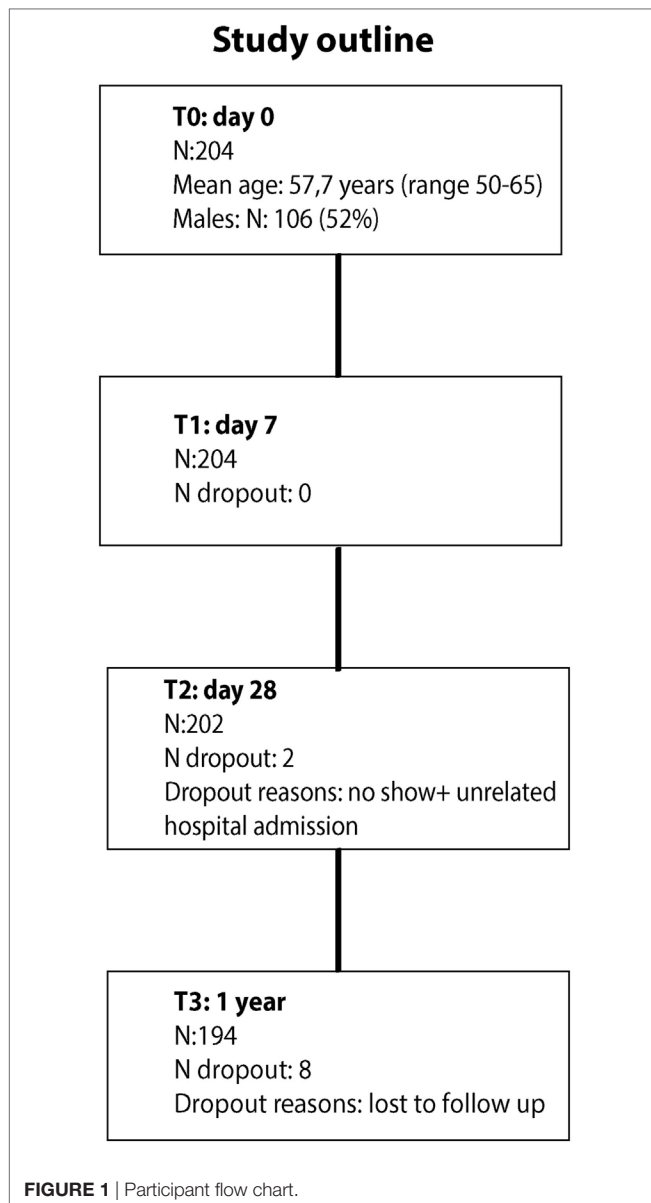 Study outline
T0: day 0
N:204
Mean age: 57,7 years (range 50-65)
Males: N: 106 (52%)
T1: day 7
N:204
N dropout: 0
T2: day 28
N:202
N dropout: 2
Dropout reasons: no show+ unrelated
hospital admission
T3: 1 year
N:194
N dropout: 8
Dropout reasons: lost to follow up
FIGURE 1 | Participant flow chart.